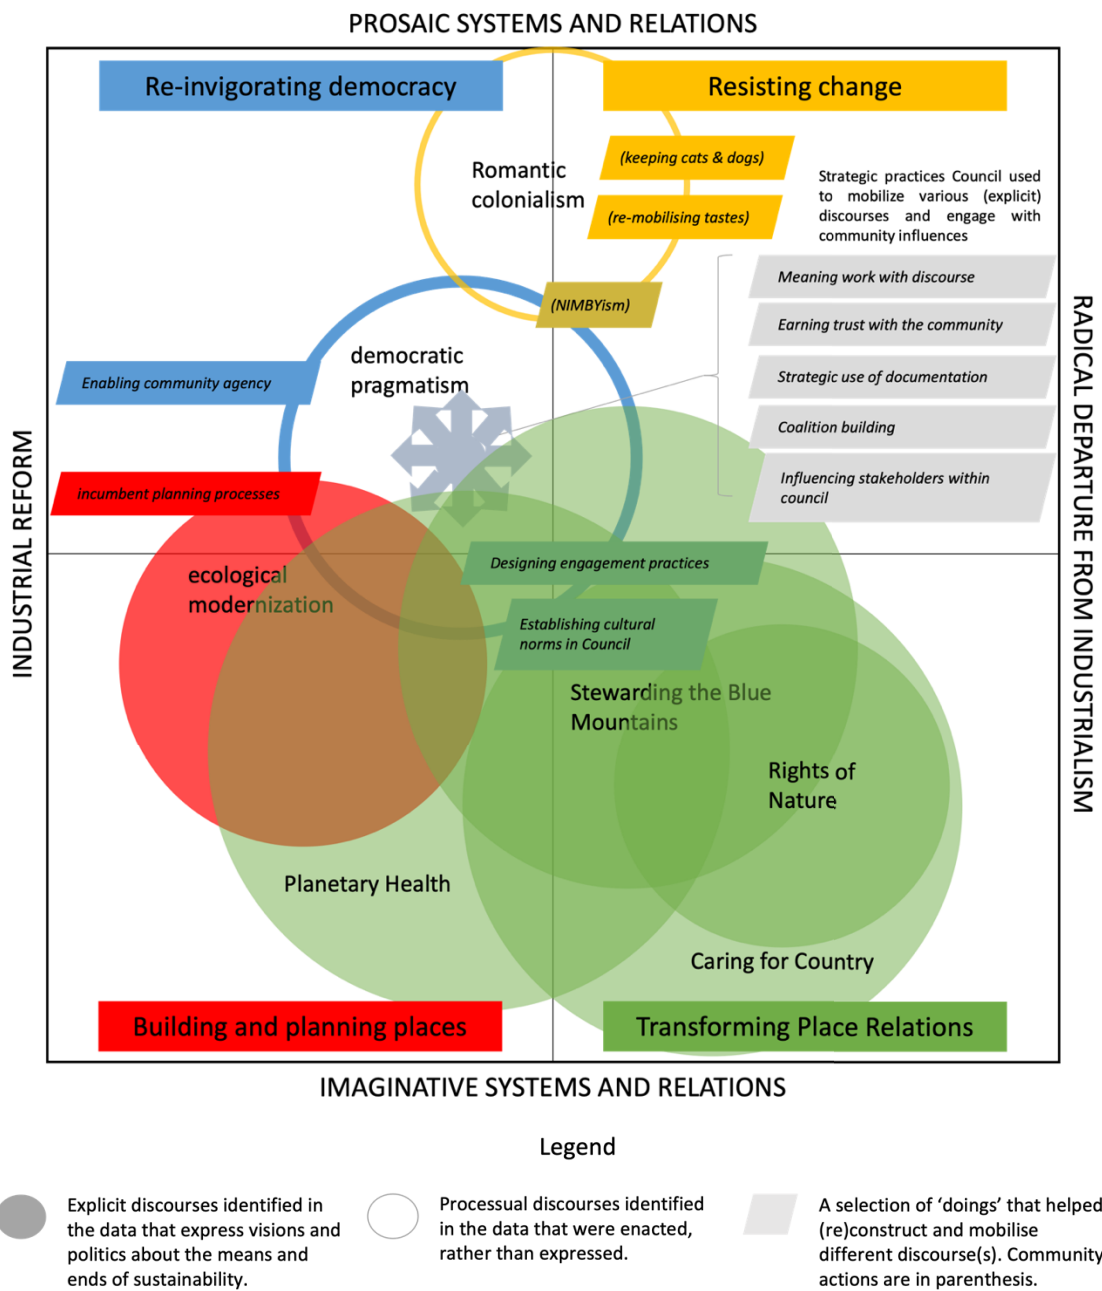 PROSAIC SYSTEMS AND RELATIONS
Re-invigorating democracy
Resisting change
Romantic
colonialism
(keeping cats & dogs)
(re-mobilising tastes)
(NIMBYism)
Strategic practices Council used
to mobilize various (explicit)
discourses and engage with
community influences
Meaning work with discourse
Earning trust with the community
Strategic use of documentation
Coalition building
Influencing stakeholders within
council
democratic
pragmatism
Enabling community agency
incumbent planning processes
INDUSTRIAL REFORM
RADICAL DEPARTURE FROM INDUSTRIALISM
ecological
modernization
Designing engagement practices
Establishing cultural
norms in Council
Stewarding the Blue
Mountains
Rights of
Nature
Planetary Health
Caring for Country
Building and planning places
Transforming Place Relations
IMAGINATIVE SYSTEMS AND RELATIONS
Legend
Explicit discourses identified in
the data that express visions and
politics about the means and
ends of sustainability.
Processual discourses identified
in the data that were enacted,
rather than expressed.
A selection of ‘doings’ that helped
(re)construct and mobilise
different discourse(s). Community
actions are in parenthesis.